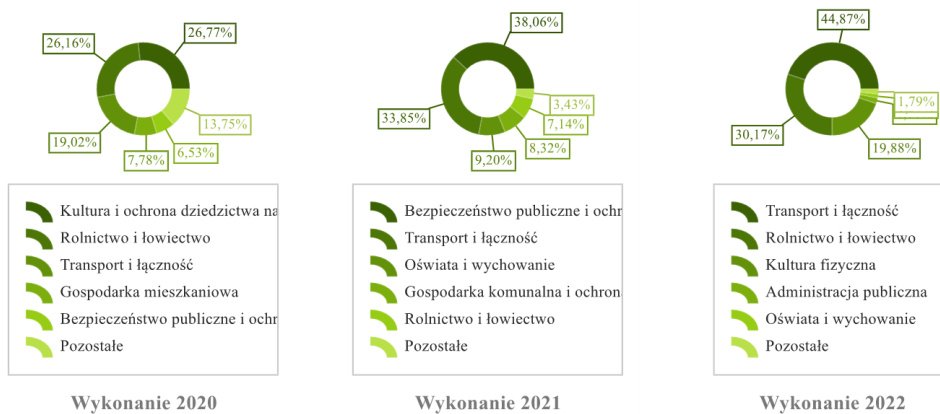 26,77%
26,16%
19,02%
7,78%
6,53%
13,75%
Kultura i ochrona dziedzictwa na
Rolnictwo i łowiectwo
Transport i łączność
Gospodarka mieszkaniowa
Bezpieczeństwo publiczne i ochr
Pozostałe
Wykonanie 2020
38,06%
33,85%
9,20%
8,32%
7,14%
3,43%
Bezpieczeństwo publiczne i ochr
Transport i łączność
Oświata i wychowanie
Gospodarka komunalna i ochron
Rolnictwo i łowiectwo
Pozostałe
Wykonanie 2021
44,87%
30,17%
19,88%
1,79%
Transport i łączność
Rolnictwo i łowiectwo
Kultura fizyczna
Administracja publiczna
Oświata i wychowanie
Pozostałe
Wykonanie 2022